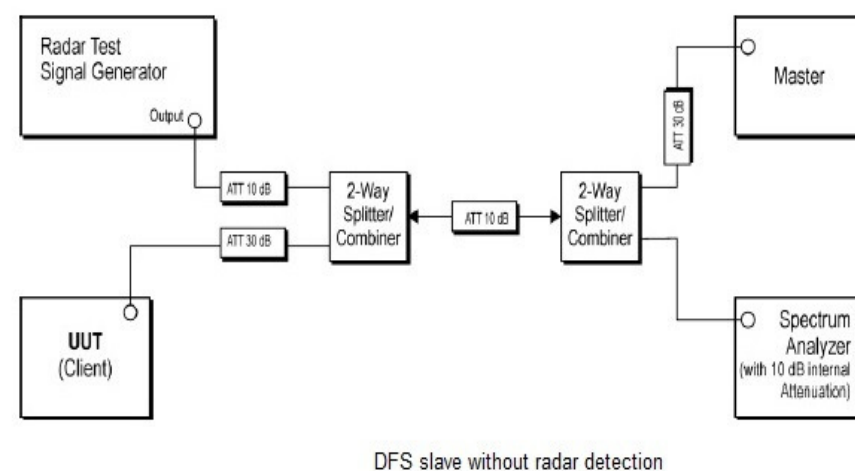 Radar Test
Signal Generator
Output
ATT 10 dB
ATT 30 dB
2-Way
Splitter/
Combiner
ATT 10 dB
2-Way
Splitter/
Combiner
ATT 30 dB
Master
UUT
(Client)
Spectrum
Analyzer
(with 10 dB internal
Attenuation)
DFS slave without radar detection